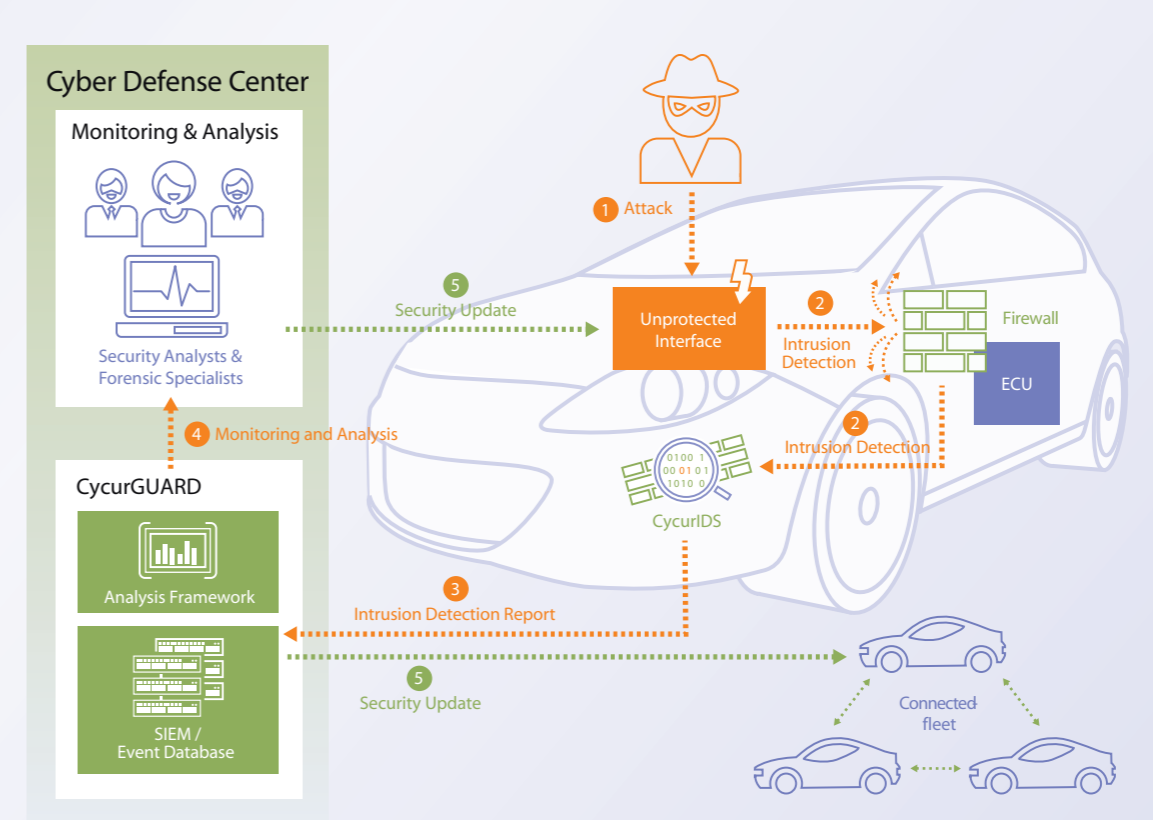 Cyber Defense Center
Monitoring & Analysis
Security Analysts &
Forensic Specialists
4 Monitoring and Analysis
CycurGUARD
Analysis Framework
SIEM /
Event Database
1 Attack
5
Security Update
Unprotected
Interface
2
Intrusion
Detection
Firewall
ECU
2
Intrusion Detection
0100 1
00 01 01
1010 0
CycurIDS
3
Intrusion Detection Report
5
Security Update
Connected
fleet